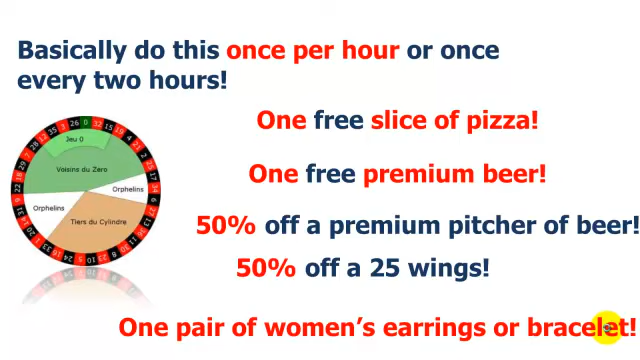 Basically do this once per hour or once
every two hours!
One free slice of pizza!
One free premium beer!
50% off a premium pitcher of beer!
50% off a 25 wings!
One pair of women's earrings or bracelet!
Jeu 0
Voisins du Zero
Orphelins
Orphelins
Tiers du Cylindre